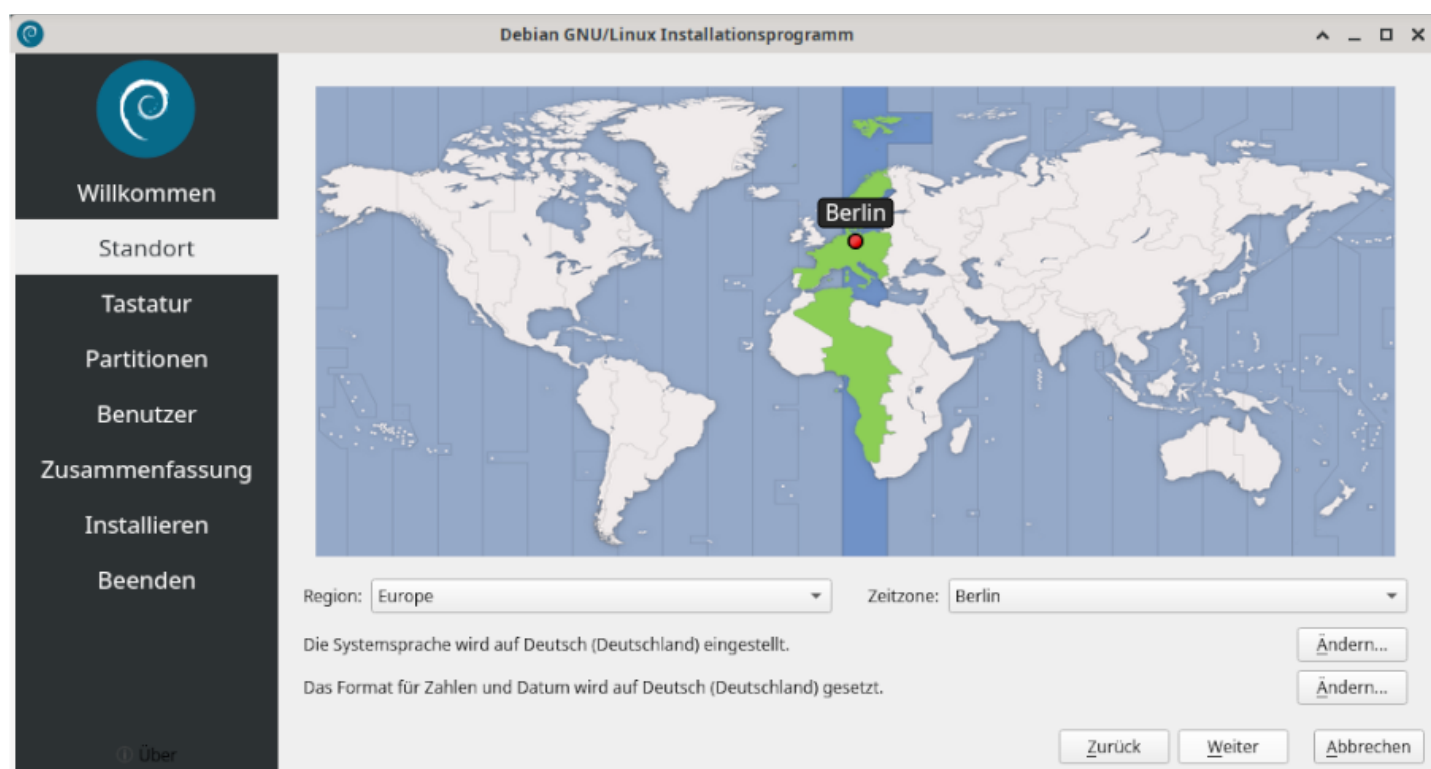 Debian GNU/Linux Installationsprogramm
Willkommen
Standort
Tastatur
Partitionen
Benutzer
Zusammenfassung
Installieren
Beenden
Über
Berlin
Region: Europe Zeitzone: Berlin
Die Systemsprache wird auf Deutsch (Deutschland) eingestellt. Ändern...
Das Format für Zahlen und Datum wird auf Deutsch (Deutschland) gesetzt. Ändern...
Zurück Weiter Abbrechen